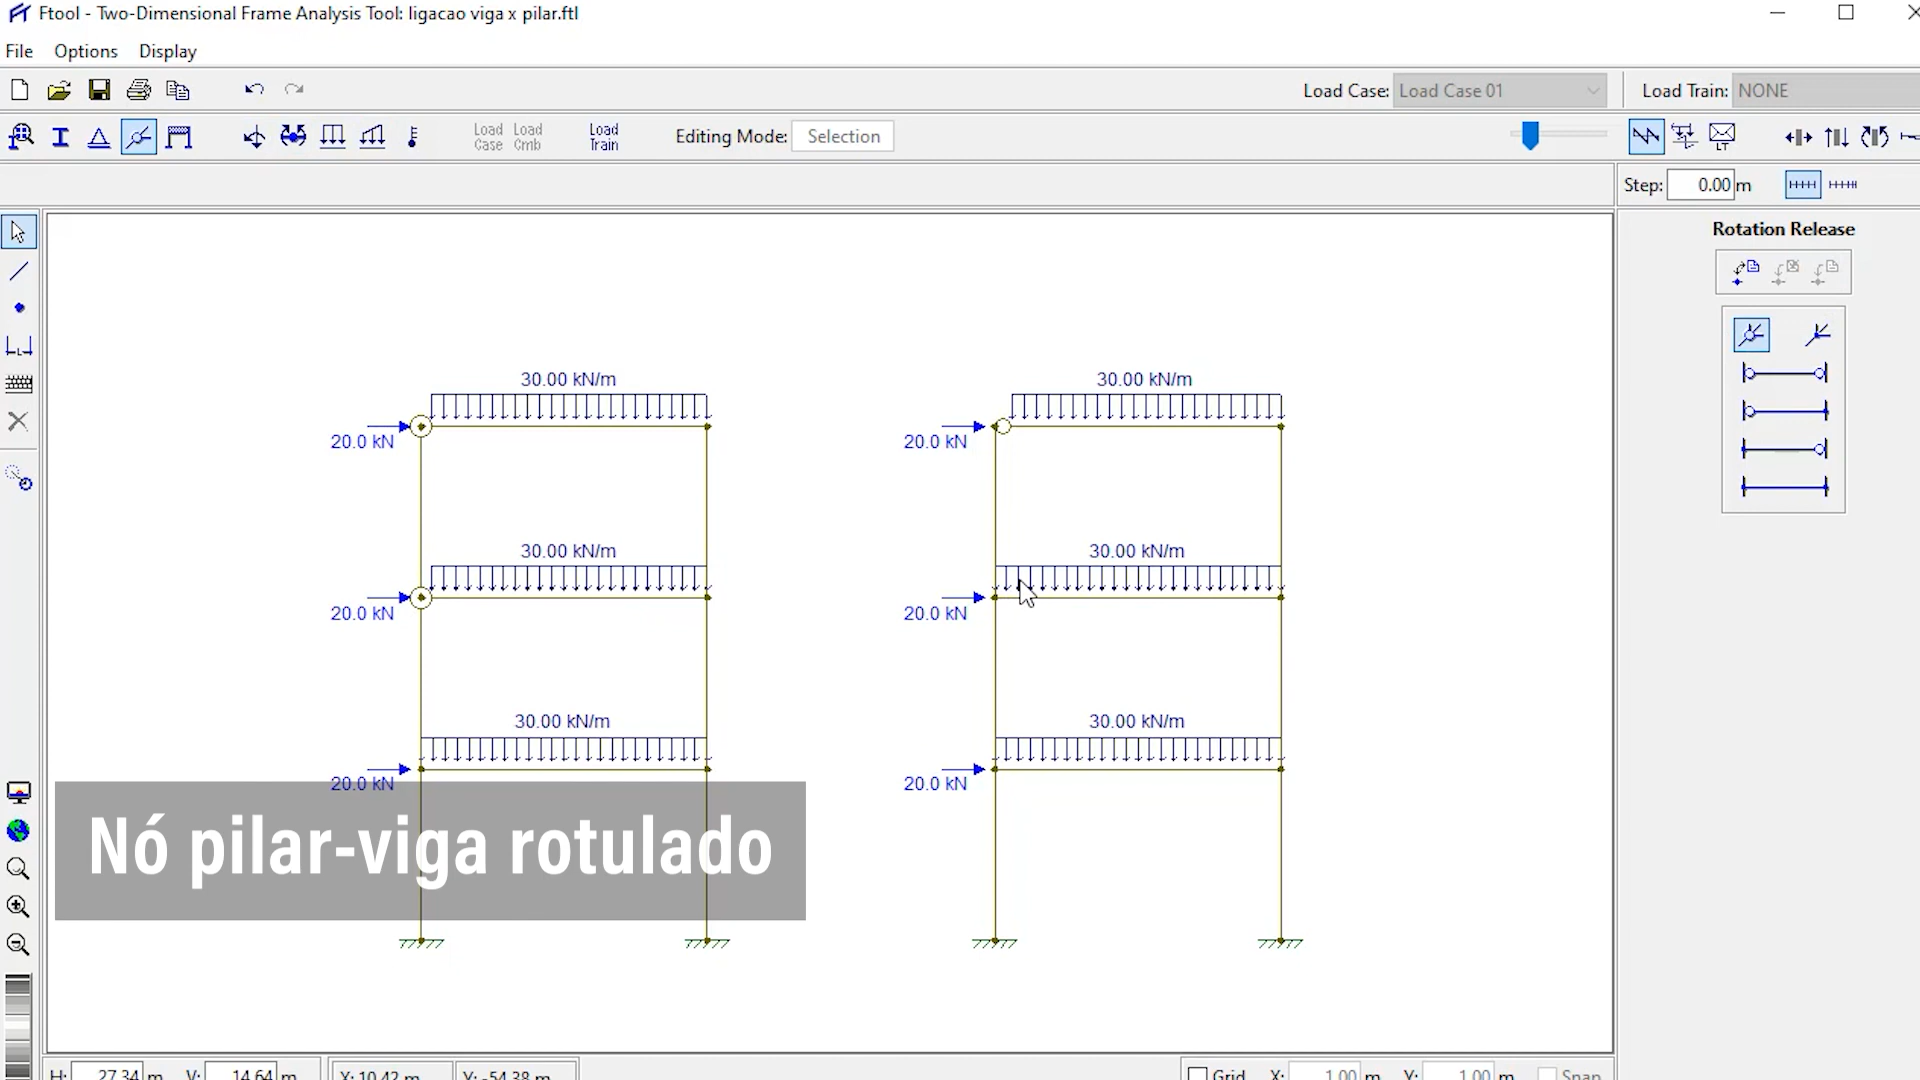 Ftool - Two-Dimensional Frame Analysis Tool: ligacao viga x pilar.ftl
File Options Display
Load Case: Load Case 01 Load Train: NONE
Load Case Load Cmb Load Train Editing Mode: Selection
Step: 0.00 m
Rotation Release
30.00 kN/m 30.00 kN/m
20.0 kN 20.0 kN
30.00 kN/m 30.00 kN/m
20.0 kN 20.0 kN
30.00 kN/m 30.00 kN/m
20.0 kN 20.0 kN
Nó pilar-viga rotulado
H: 27.34 m V: 14.64 m X: 10.42 m Y: -54.38 m Grid X: 1.00 m Y: 1.00 m Snap